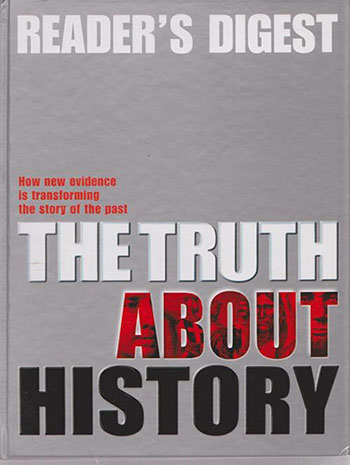 READER'S DIGEST
How new evidence
is transforming
the story of the past
THE TRUTH
ABOUT
HISTORY